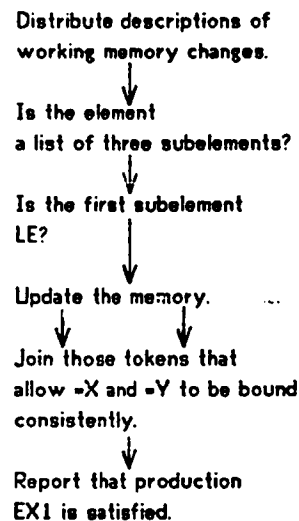 Distribute descriptions of
working memory changes.
Is the element
a list of three subelements?
Is the first subelement
LE?
Update the memory.
Join those tokens that
allow =X and =Y to be bound
consistently.
Report that production
EX1 is satisfied.